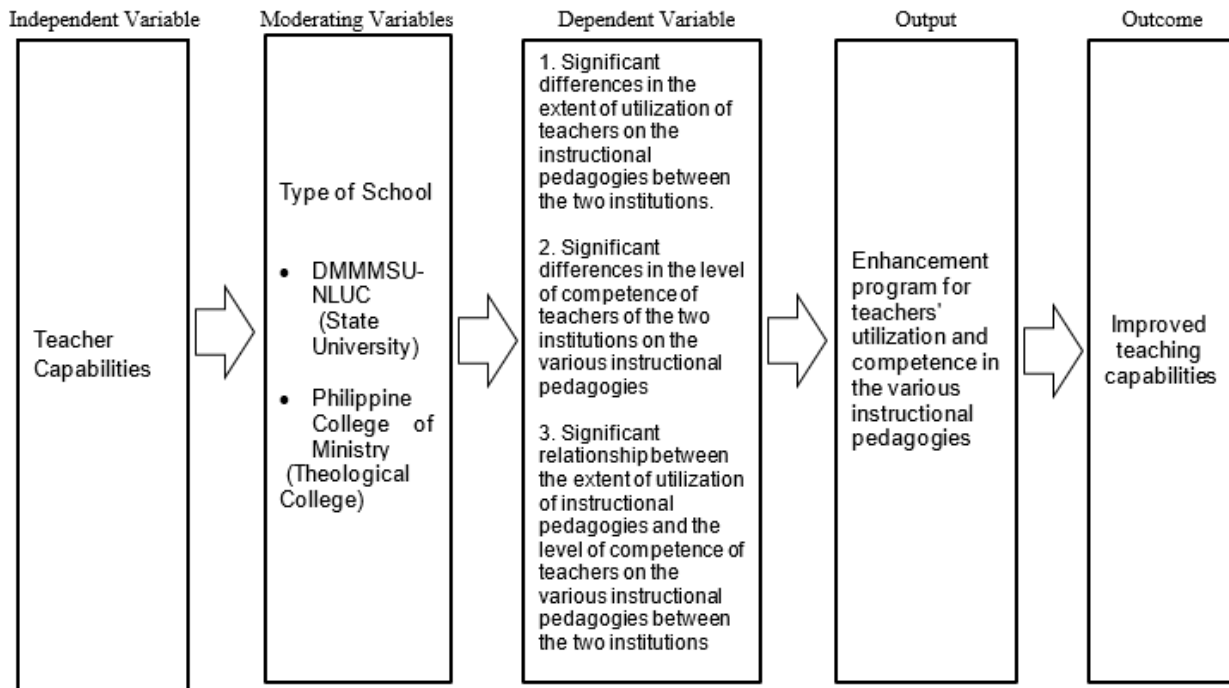 Independent Variable
Moderating Variables
Dependent Variable
Output
Outcome
Teacher
Capabilities
Type of School
• DMMMSU-
NLUC
(State
University)
• Philippine
College of
Ministry
(Theological
College)
1. Significant
differences in the
extent of utilization of
teachers on the
instructional
pedagogies between
the two institutions.
2. Significant
differences in the level
of competence of
teachers of the two
institutions on the
various instructional
pedagogies
3. Significant
relationship between
the extent of utilization
of instructional
pedagogies and the
level of competence of
teachers on the
various instructional
pedagogies between
the two institutions
Enhancement
program for
teachers'
utilization and
competence in
the various
instructional
pedagogies
Improved
teaching
capabilities